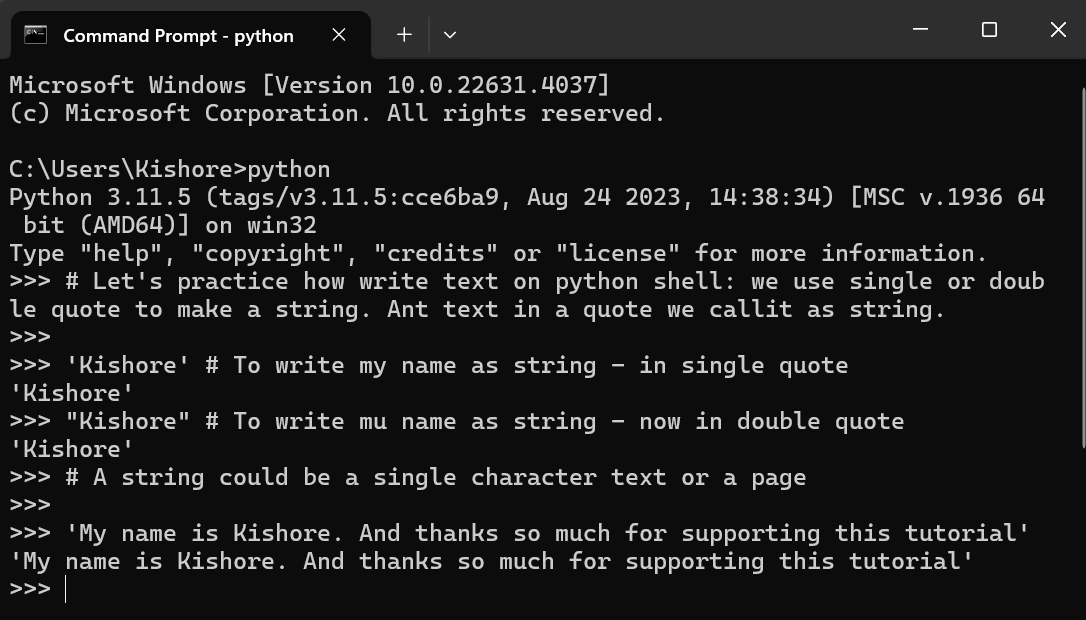 Command Prompt - python
Microsoft Windows [Version 10.0.22631.4037]
(c) Microsoft Corporation. All rights reserved.
C:\Users\Kishore>python
Python 3.11.5 (tags/v3.11.5:cce6ba9, Aug 24 2023, 14:38:34) [MSC v.1936 64
 bit (AMD64)] on win32
Type "help", "copyright", "credits" or "license" for more information.
>>> # Let's practice how write text on python shell: we use single or doub
le quote to make a string. Ant text in a quote we callit as string.
>>>
>>> 'Kishore' # To write my name as string - in single quote
'Kishore'
>>> "Kishore" # To write mu name as string - now in double quote
'Kishore'
>>> # A string could be a single character text or a page
>>>
>>> 'My name is Kishore. And thanks so much for supporting this tutorial'
'My name is Kishore. And thanks so much for supporting this tutorial'
>>>